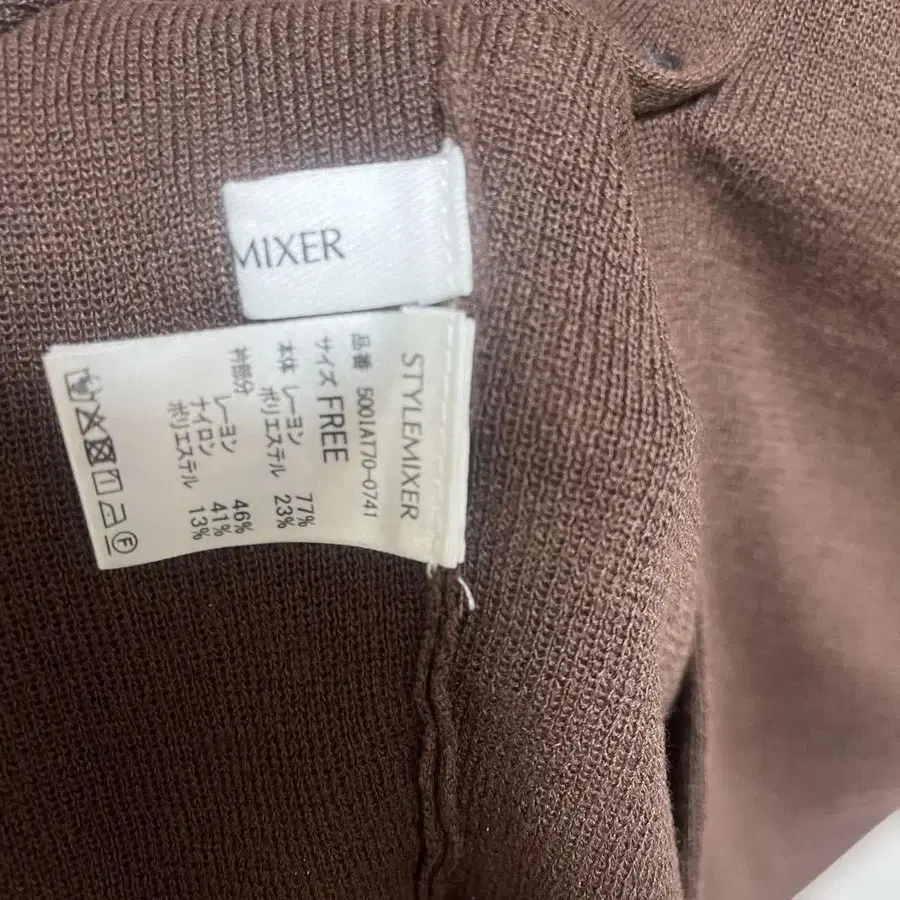 MIXER
STYLEMIXER
品番 5001AT70-0741
サイズ FREE
本体 レーヨン 77%
ポリエステル 23%
衿部分
レーヨン 46%
ナイロン 41%
ポリエステル 13%
F